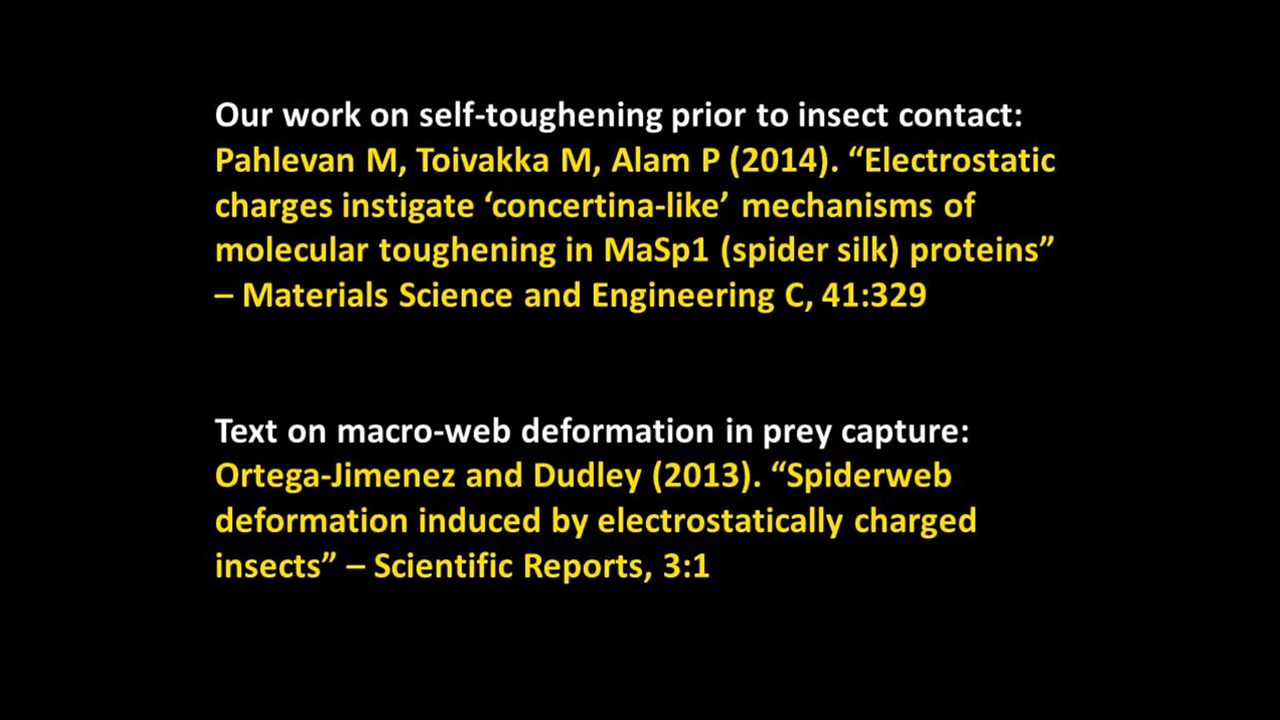 Our work on self-toughening prior to insect contact:
Pahlevan M, Toivakka M, Alam P (2014). “Electrostatic
charges instigate ‘concertina-like’ mechanisms of
molecular toughening in MaSp1 (spider silk) proteins”
– Materials Science and Engineering C, 41:329
Text on macro-web deformation in prey capture:
Ortega-Jimenez and Dudley (2013). “Spiderweb
deformation induced by electrostatically charged
insects” – Scientific Reports, 3:1